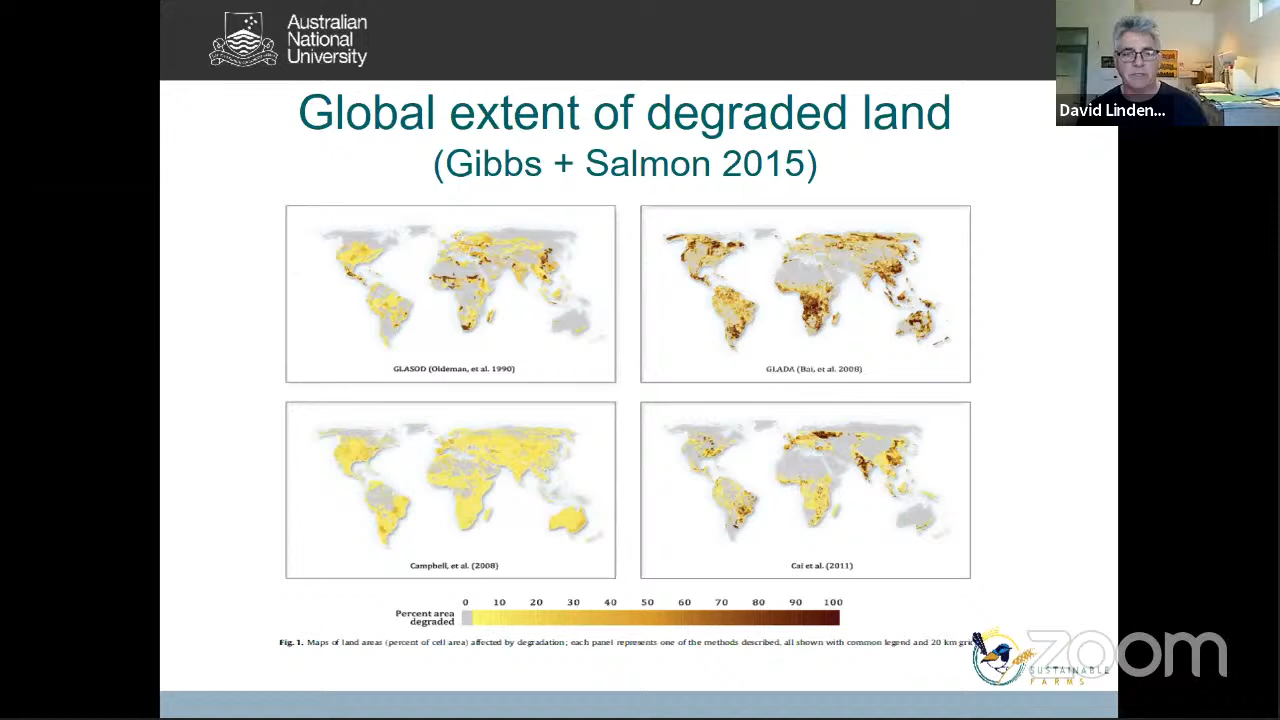 Australian
National
University
David Linden...
Global extent of degraded land
(Gibbs + Salmon 2015)
GLASOD (Oldeman, et al. 1990)
GLADA (Bai, et al. 2008)
Campbell, et al. (2008)
Cai et al. (2011)
0 10 20 30 40 50 60 70 80 90 100
Percent area
degraded
Fig. 1. Maps of land areas (percent of cell area) affected by degradation; each panel represents one of the methods described, all shown with common legend and 20 km
zoom
SUSTAINABLE
FARMS